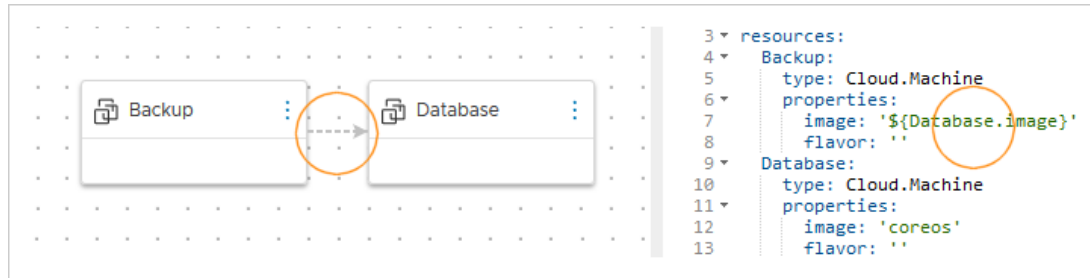 Backup
Database
3 resources:
4 Backup:
5 type: Cloud.Machine
6 properties:
7 image: '${Database.image}'
8 flavor: ''
9 Database:
10 type: Cloud.Machine
11 properties:
12 image: 'coreos'
13 flavor: ''